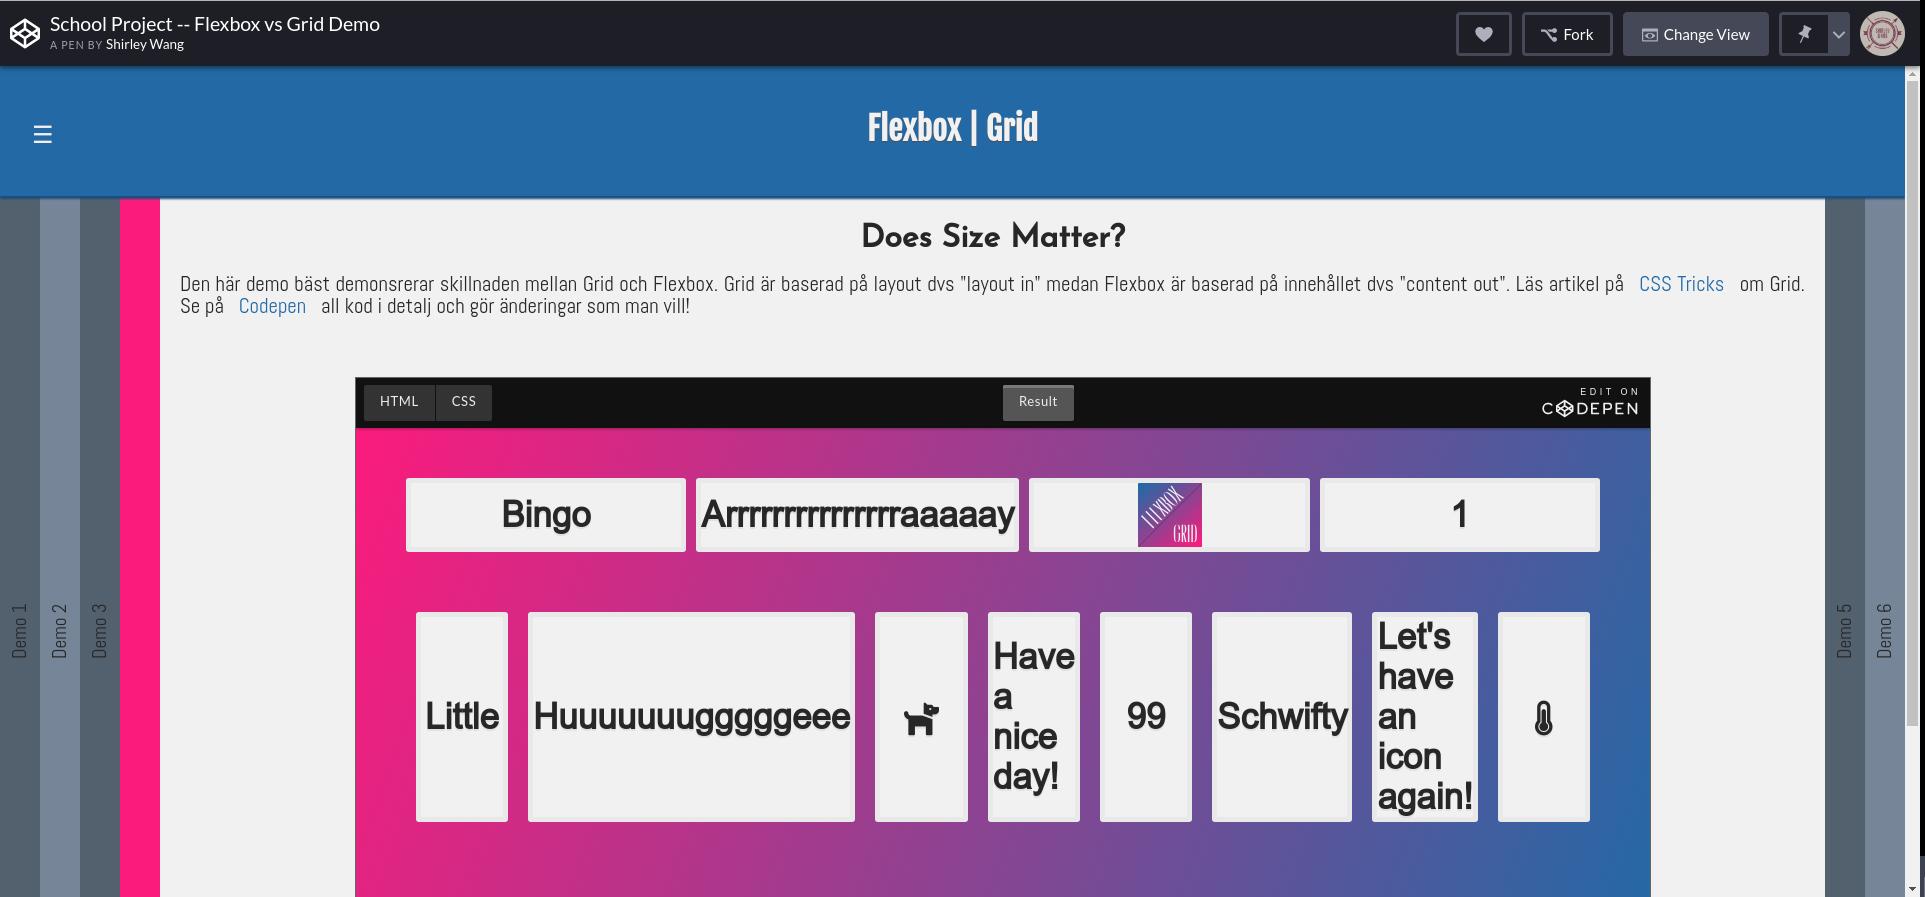 School Project -- Flexbox vs Grid Demo
A PEN BY Shirley Wang
Fork
Change View
Flexbox | Grid
Does Size Matter?
Den här demo bäst demonsrerar skillnaden mellan Grid och Flexbox. Grid är baserad på layout dvs "layout in" medan Flexbox är baserad på innehållet dvs "content out". Läs artikel på CSS Tricks om Grid.
Se på Codepen all kod i detalj och gör änderingar som man vill!
HTML CSS Result EDIT ON
CODEPEN
Bingo Arrrrrrrrrrrrrrrraaaaay FLEXBOX GRID 1
Little Huuuuuuugggggeee Have a nice day! 99 Schwifty Let's have an icon again!
Demo 1
Demo 2
Demo 3
Demo 5
Demo 6